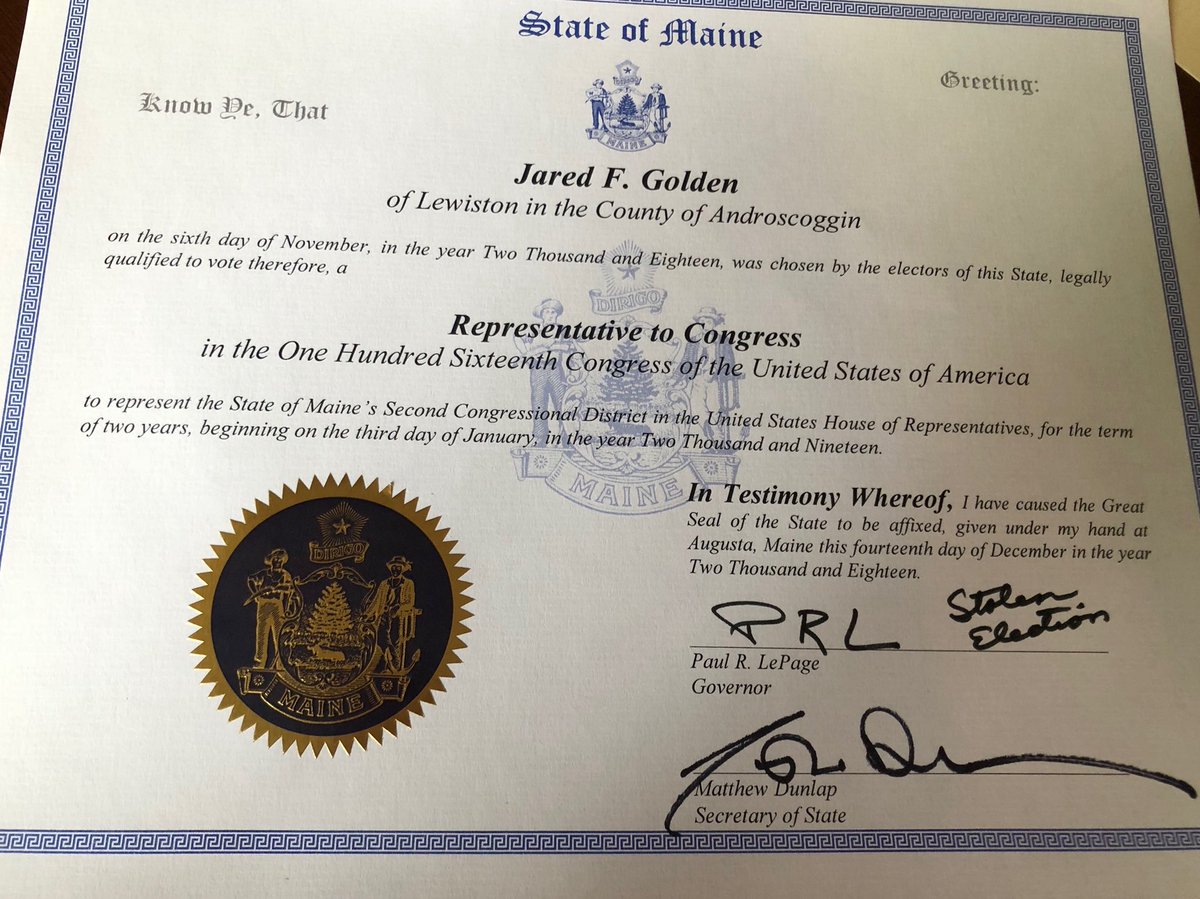 State of Maine
Know Ye, That
Greeting:
DIRIGO
MAINE
Jared F. Golden
of Lewiston in the County of Androscoggin
on the sixth day of November, in the year Two Thousand and Eighteen, was chosen by the electors of this State, legally
qualified to vote therefore, a
DIRIGO
Representative to Congress
in the One Hundred Sixteenth Congress of the United States of America
to represent the State of Maine's Second Congressional District in the United States House of Representatives, for the term
of two years, beginning on the third day of January, in the year Two Thousand and Nineteen.
MAINE
In Testimony Whereof, I have caused the Great
Seal of the State to be affixed, given under my hand at
Augusta, Maine this fourteenth day of December in the year
Two Thousand and Eighteen.
DIRIGO
MAINE
PRL Stolen
Election
Paul R. LePage
Governor
Matthew Dunlap
Secretary of State